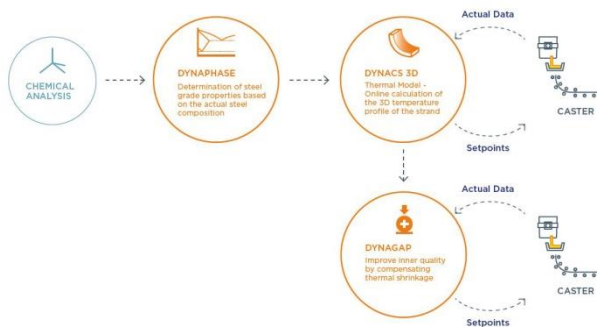 CHEMICAL
ANALYSIS
DYNAPHASE
Determination of steel
grade properties based
on the actual steel
composition
DYNACS 3D
Thermal Model -
Online calculation of
the 3D temperature
profile of the strand
Actual Data
CASTER
Setpoints
DYNAGAP
Improve inner quality
by compensating
thermal shrinkage
Actual Data
CASTER
Setpoints